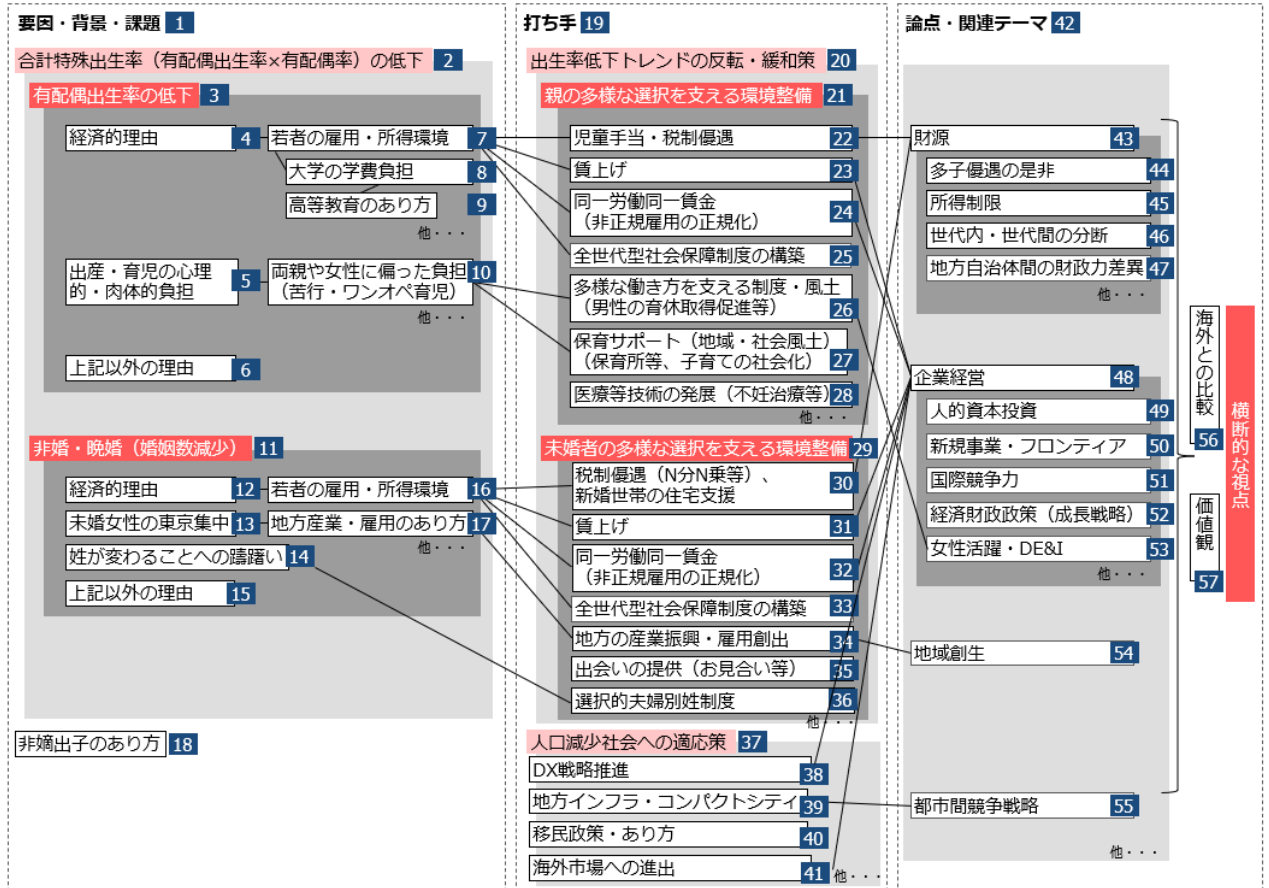 要因・背景・課題 1
合計特殊出生率（有配偶出生率×有配偶率）の低下 2
有配偶出生率の低下 3
経済的理由 4
若者の雇用・所得環境 7
大学の学費負担 8
高等教育のあり方 9
他・・・
出産・育児の心理
的・肉体的負担 5
両親や女性に偏った負担
（苦行・ワンオペ育児） 10
他・・・
上記以外の理由 6
非婚・晩婚（婚姻数減少） 11
経済的理由 12
若者の雇用・所得環境 16
未婚女性の東京集中 13
地方産業・雇用のあり方 17
他・・・
姓が変わることへの躊躇い 14
上記以外の理由 15
非嫡出子のあり方 18
打ち手 19
出生率低下トレンドの反転・緩和策 20
親の多様な選択を支える環境整備 21
児童手当・税制優遇 22
賃上げ 23
同一労働同一賃金
（非正規雇用の正規化） 24
全世代型社会保障制度の構築 25
多様な働き方を支える制度・風土
（男性の育休取得促進等） 26
保育サポート（地域・社会風土）
（保育所等、子育ての社会化） 27
医療等技術の発展（不妊治療等） 28
他・・・
未婚者の多様な選択を支える環境整備 29
税制優遇（N分N乗等）、
新婚世帯の住宅支援 30
賃上げ 31
同一労働同一賃金
（非正規雇用の正規化） 32
全世代型社会保障制度の構築 33
地方の産業振興・雇用創出 34
出会いの提供（お見合い等） 35
選択的夫婦別姓制度 36
他・・・
人口減少社会への適応策 37
DX戦略推進 38
地方インフラ・コンパクトシティ 39
移民政策・あり方 40
海外市場への進出 41
他・・・
論点・関連テーマ 42
財源 43
多子優遇の是非 44
所得制限 45
世代内・世代間の分断 46
地方自治体間の財政力差異 47
他・・・
企業経営 48
人的資本投資 49
新規事業・フロンティア 50
国際競争力 51
経済財政政策（成長戦略） 52
女性活躍・DE&I 53
他・・・
地域創生 54
都市間競争戦略 55
他・・・
海外との比較 56
価値観 57
横断的な視点